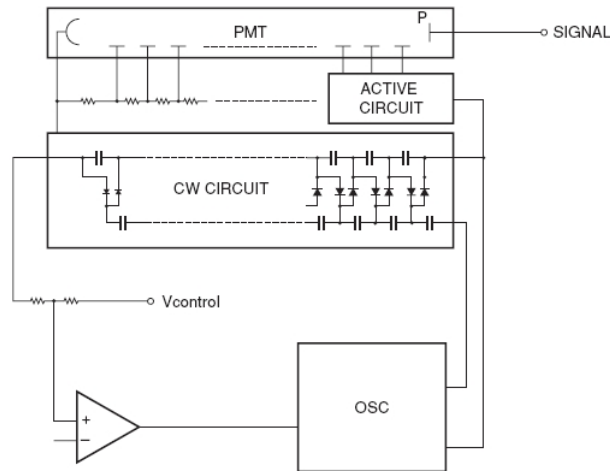 P
PMT
SIGNAL
ACTIVE
CIRCUIT
CW CIRCUIT
Vcontrol
+
−
OSC